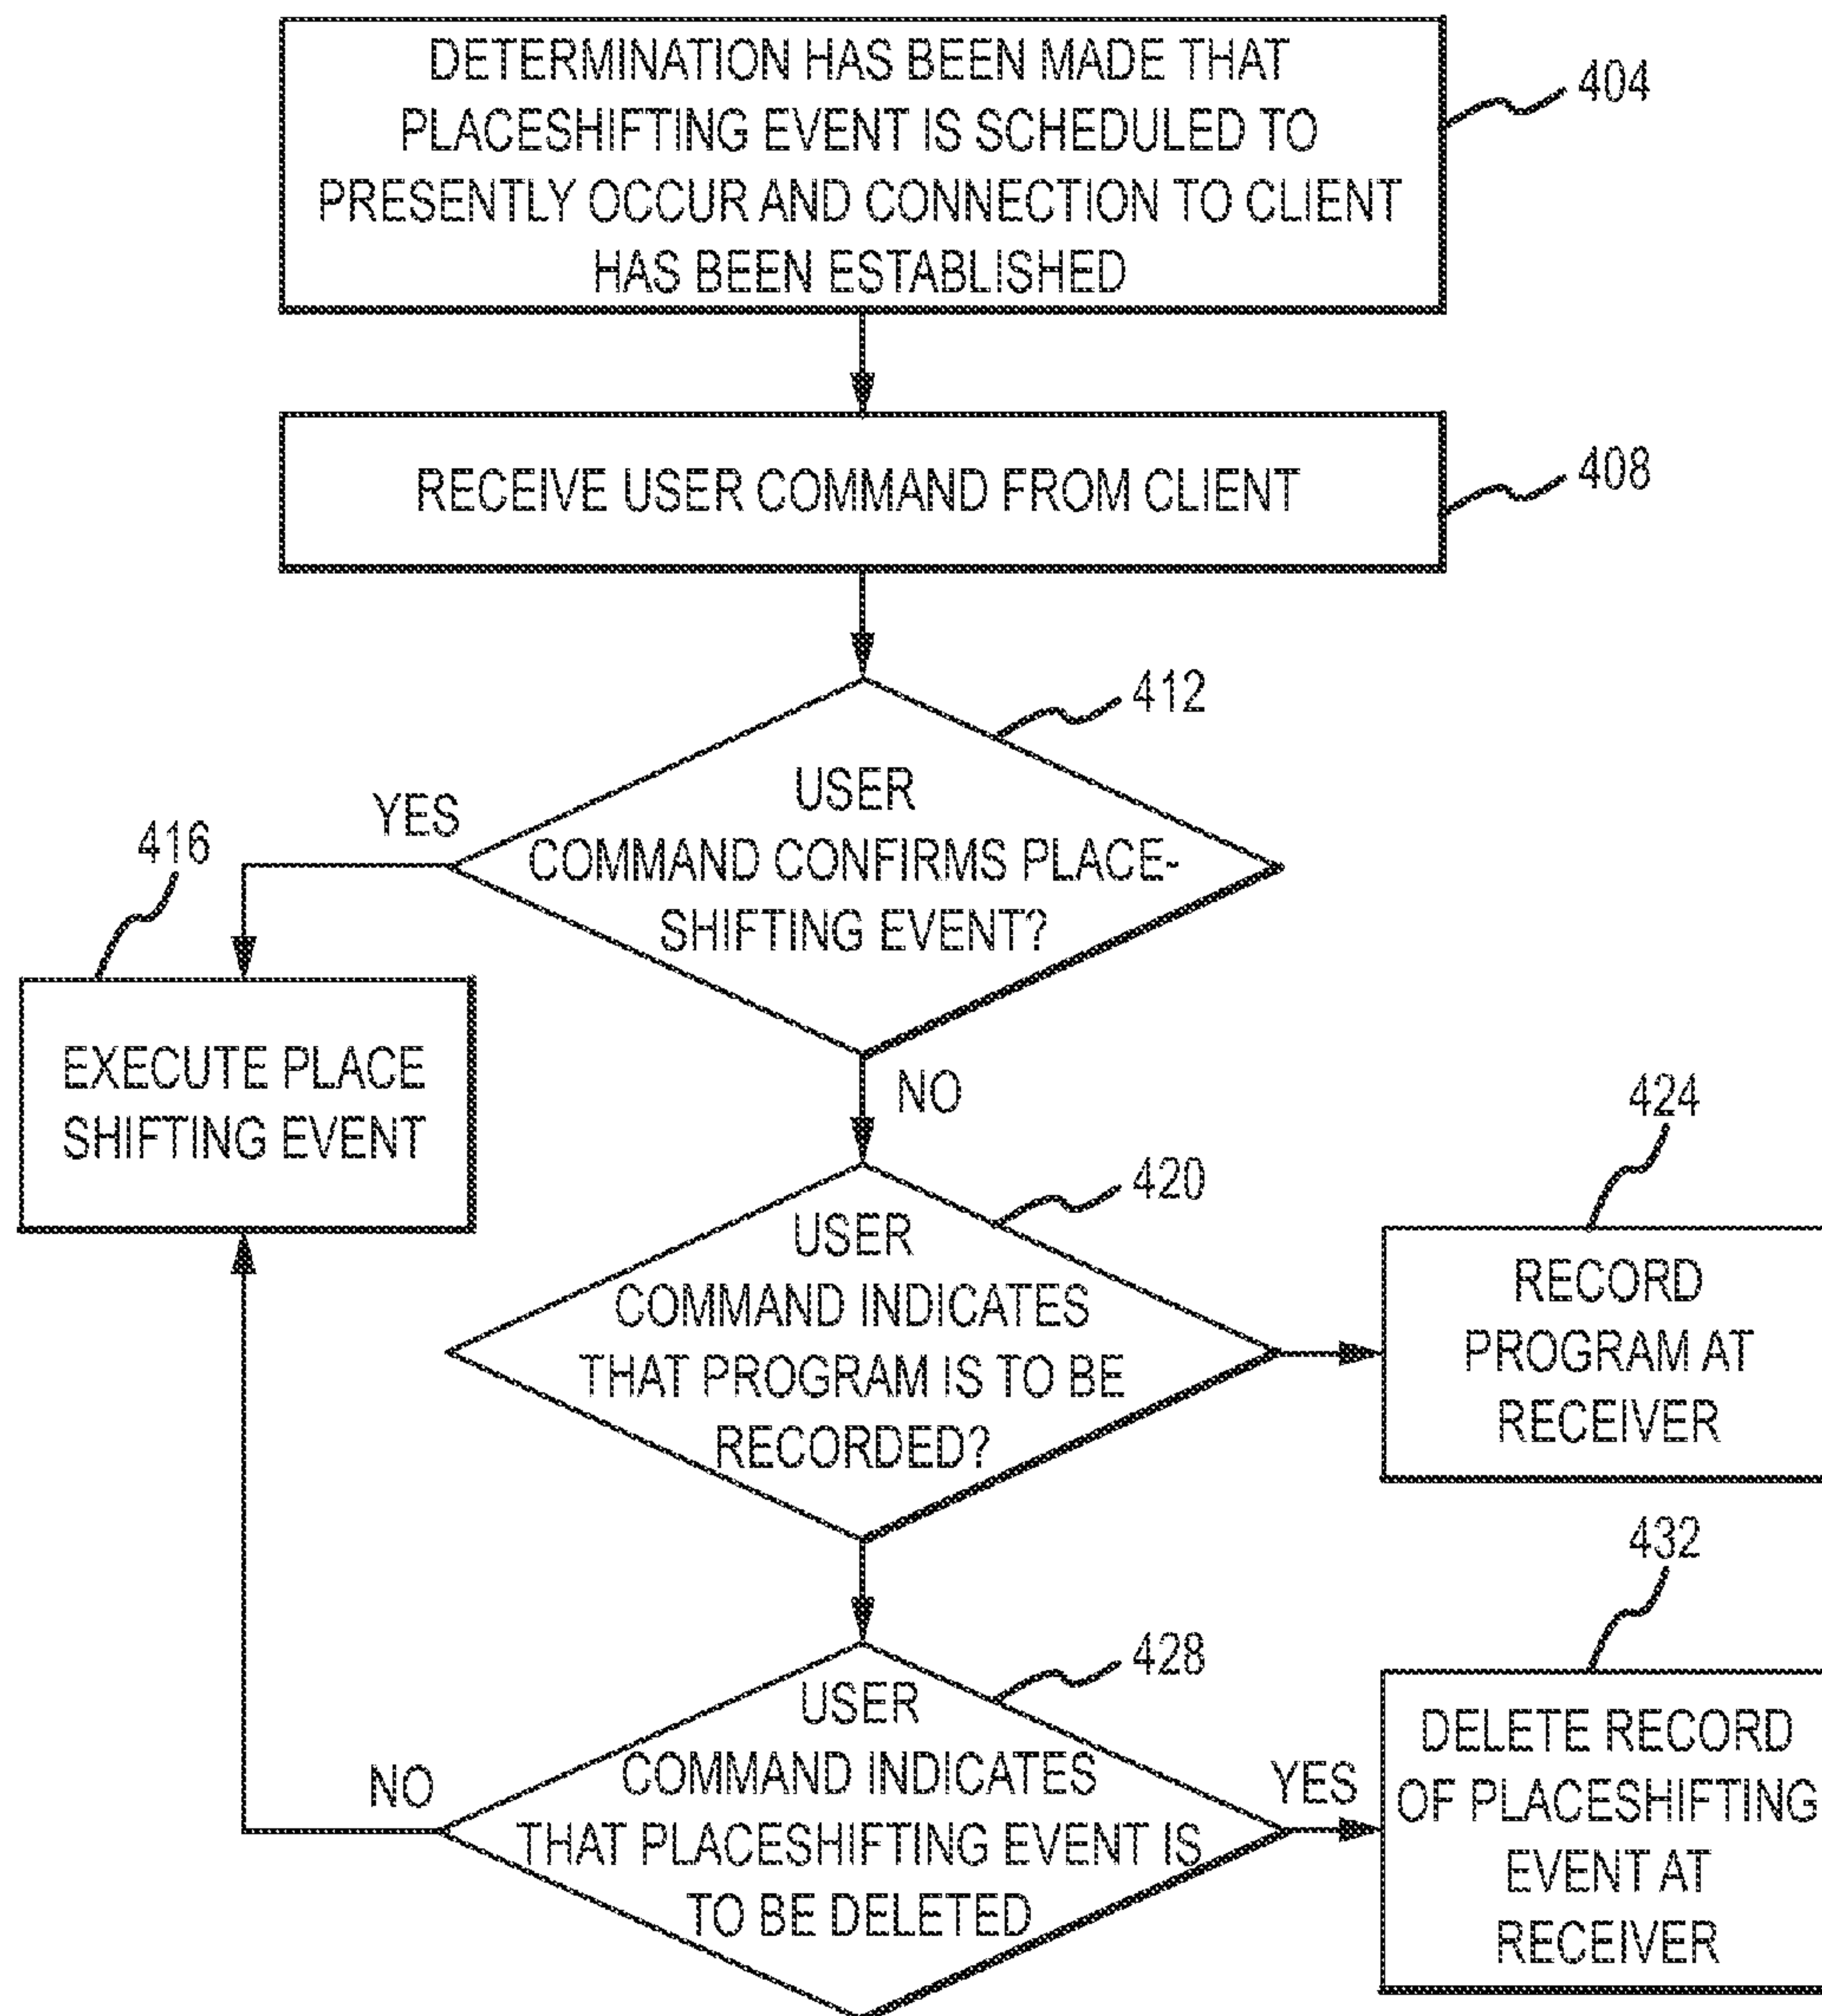 DETERMINATION HAS BEEN MADE THAT
PLACESHIFTING EVENT IS SCHEDULED TO
PRESENTLY OCCUR AND CONNECTION TO CLIENT
HAS BEEN ESTABLISHED
404
RECEIVE USER COMMAND FROM CLIENT
408
412
USER
COMMAND CONFIRMS PLACE-
SHIFTING EVENT?
YES
416
EXECUTE PLACE
SHIFTING EVENT
NO
420
USER
COMMAND INDICATES
THAT PROGRAM IS TO BE
RECORDED?
424
RECORD
PROGRAM AT
RECEIVER
428
USER
COMMAND INDICATES
THAT PLACESHIFTING EVENT IS
TO BE DELETED
NO
YES
432
DELETE RECORD
OF PLACESHIFTING
EVENT AT
RECEIVER